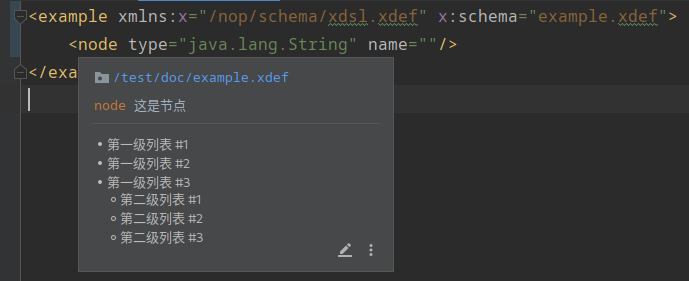 <example xmlns:x="/nop/schema/xdsl.xdef" x:schema="example.xdef">
<node type="java.lang.String" name=""/>
</exa
/test/doc/example.xdef
node 这是节点
• 第一级列表 #1
• 第一级列表 #2
• 第一级列表 #3
○ 第二级列表 #1
○ 第二级列表 #2
○ 第二级列表 #3